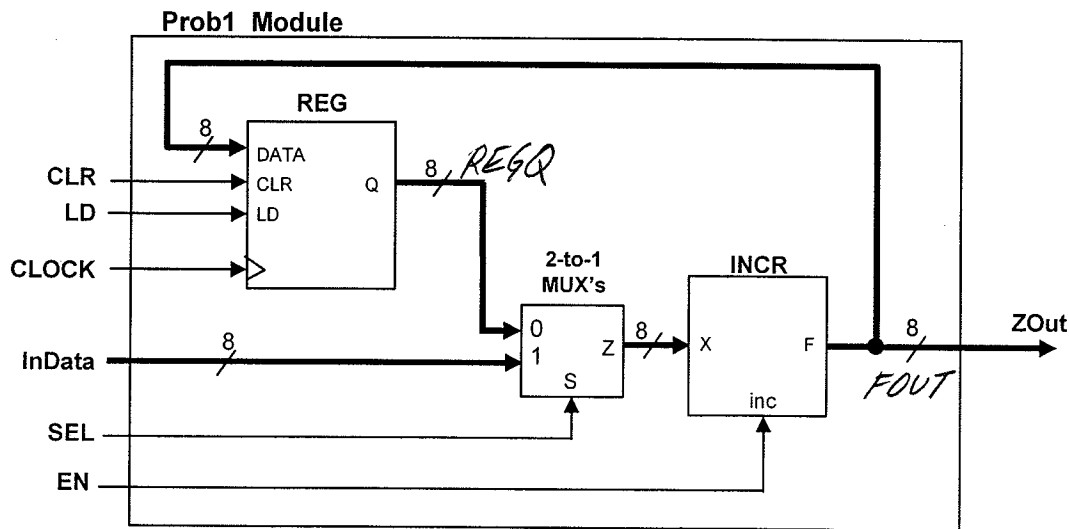 Prob1 Module
REG
8
DATA
CLR
CLR
Q
8
REGQ
LD
LD
CLOCK
2-to-1
MUX's
INCR
0
1
Z
S
8
X
F
inc
8
ZOut
FOUT
InData
8
SEL
EN